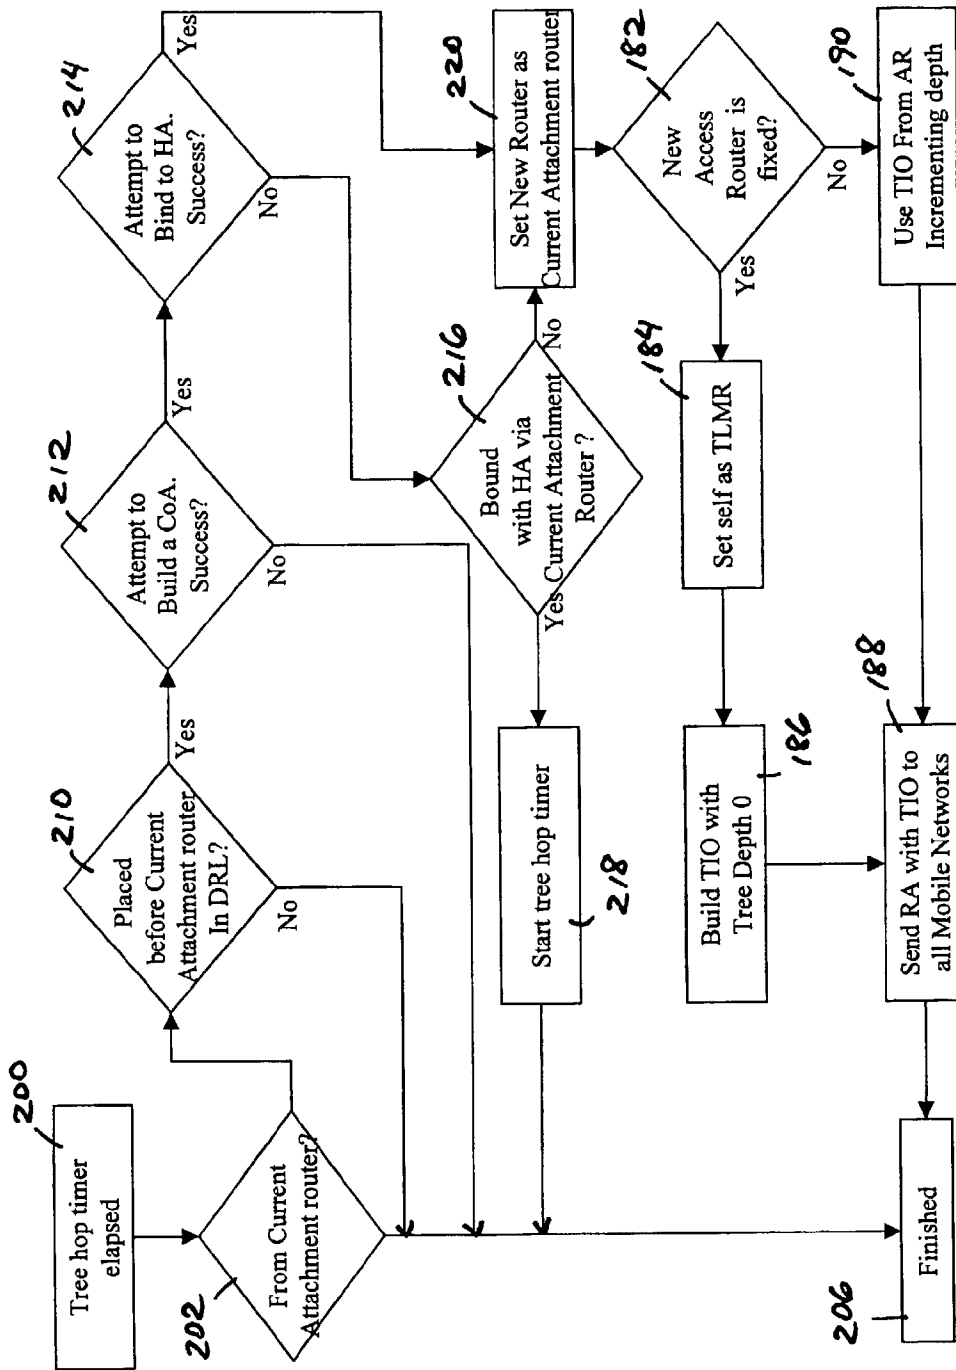 200
Tree hop timer
elapsed
202
From Current
Attachment router?
210
Placed
before Current
Attachment router
In DRL?
Yes
No
212
Attempt to
Build a CoA.
Success?
Yes
No
214
Attempt to
Bind to HA.
Success?
Yes
No
216
Bound
with HA via
Current Attachment
Router ?
Yes
No
218
Start tree hop timer
220
Set New Router as
Current Attachment router
182
New
Access
Router is
fixed?
Yes
No
184
Set self as TLMR
186
Build TIO with
Tree Depth 0
188
Send RA with TIO to
all Mobile Networks
190
Use TIO From AR
Incrementing depth
206
Finished